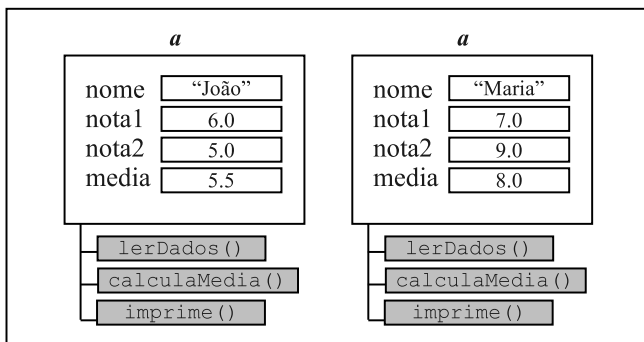 a
nome “João”
nota1 6.0
nota2 5.0
media 5.5
lerDados()
calculaMedia()
imprime()
a
nome “Maria”
nota1 7.0
nota2 9.0
media 8.0
lerDados()
calculaMedia()
imprime()